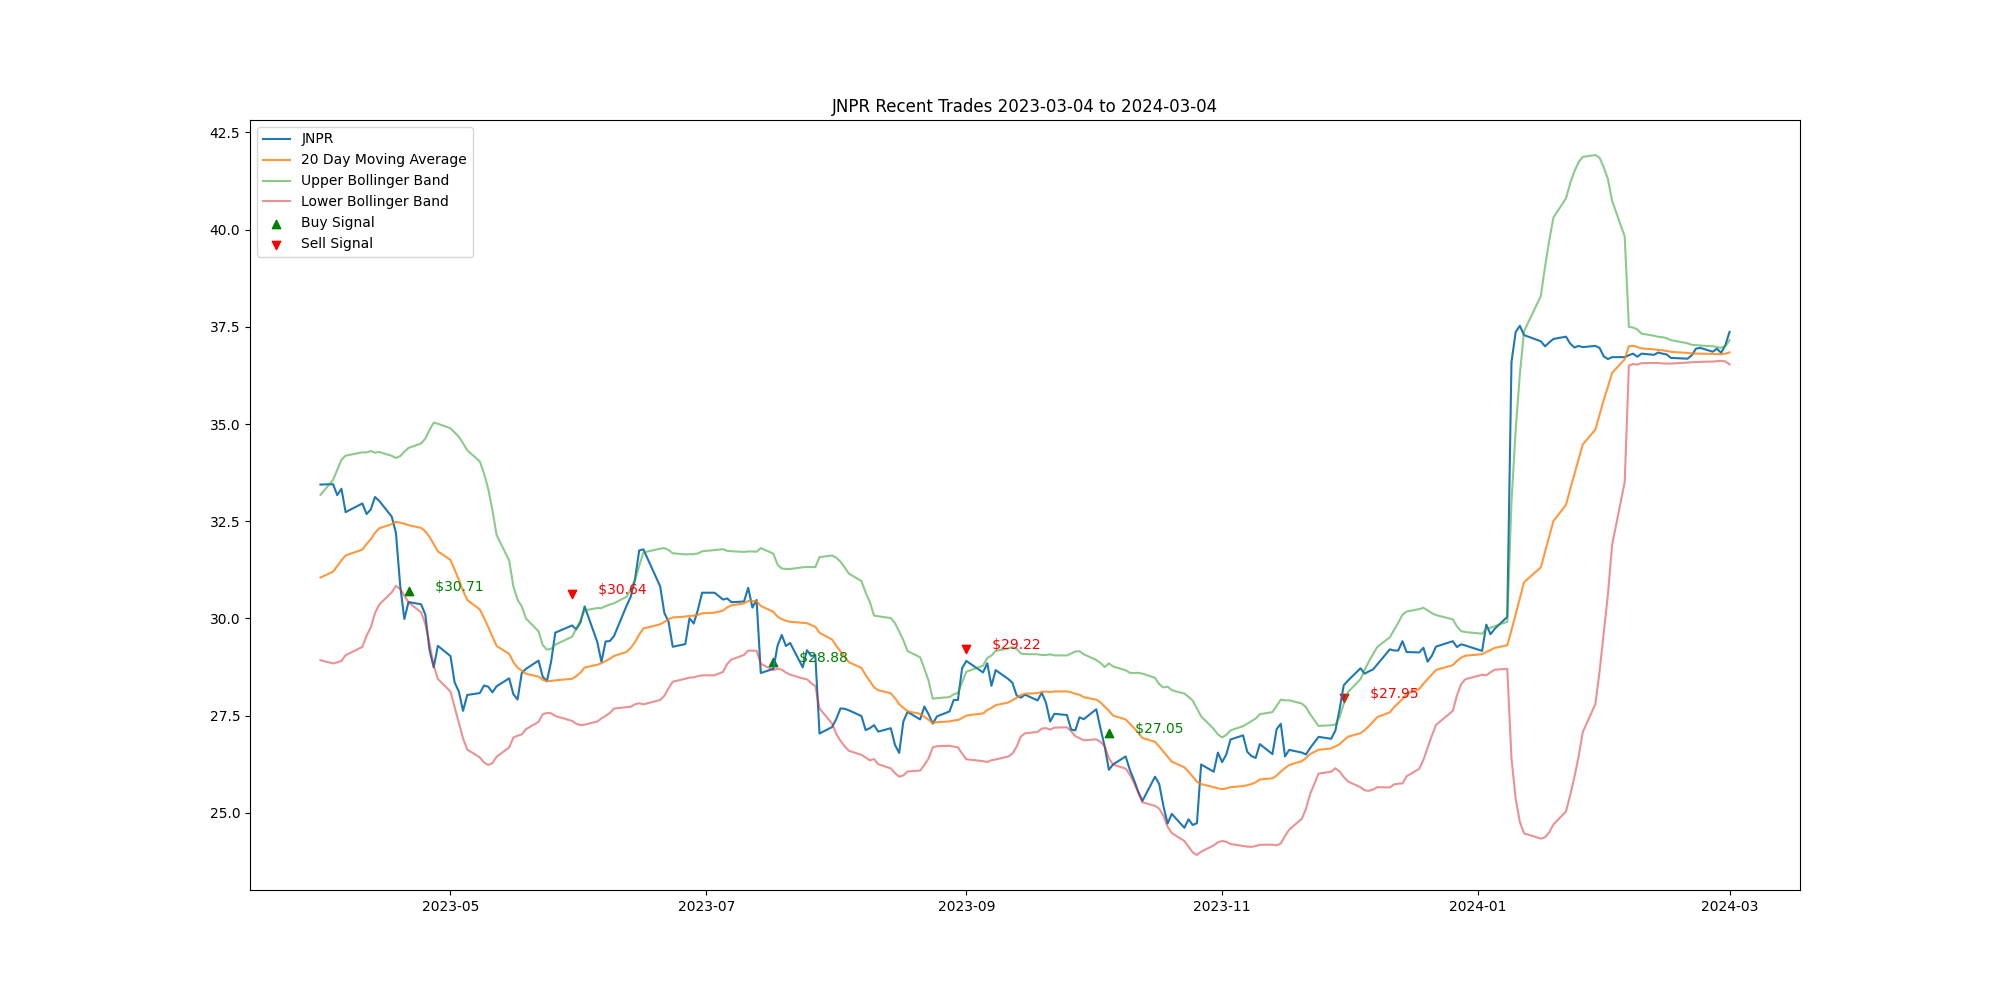 JNPR Recent Trades 2023-03-04 to 2024-03-04
42.5
40.0
37.5
35.0
32.5
30.0
27.5
25.0
JNPR
20 Day Moving Average
Upper Bollinger Band
Lower Bollinger Band
Buy Signal
Sell Signal
$30.71
$30.64
$28.88
$29.22
$27.05
$27.95
2023-05
2023-07
2023-09
2023-11
2024-01
2024-03